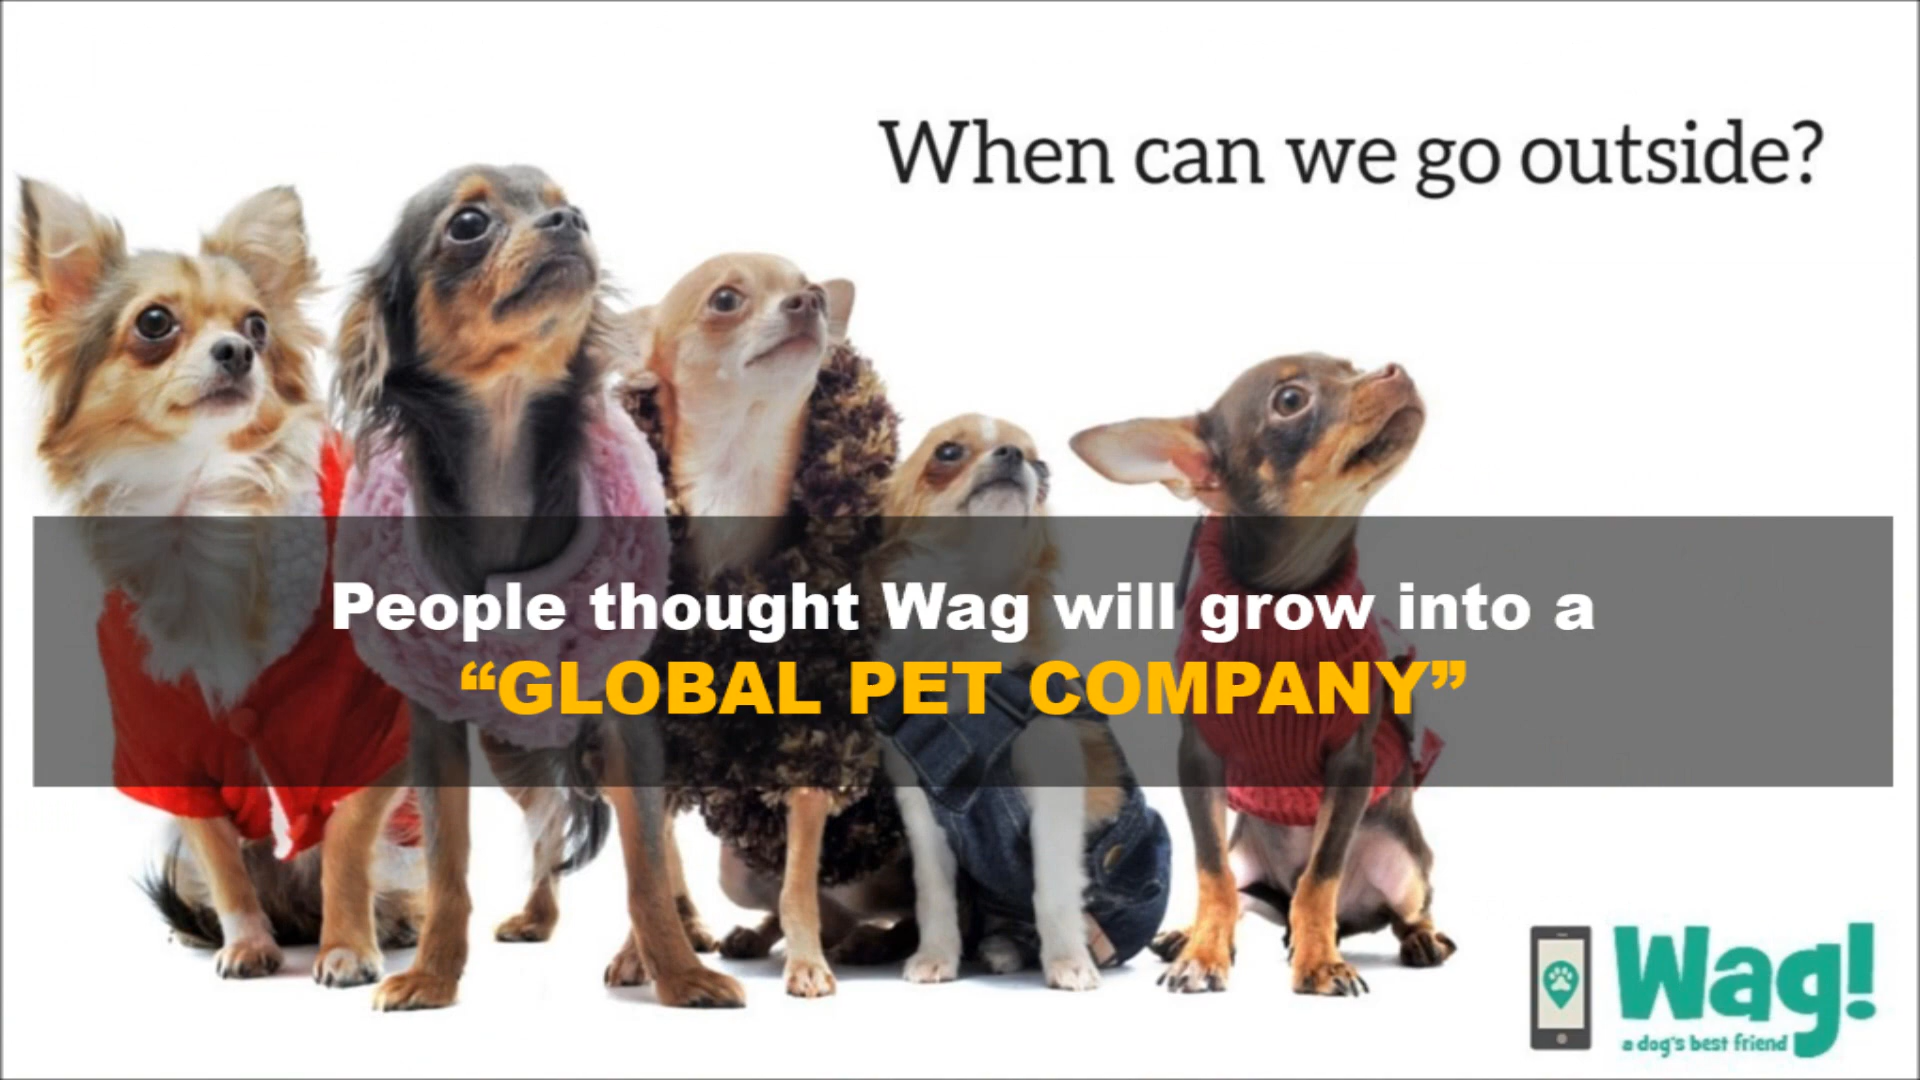 When can we go outside?
People thought Wag will grow into a
“GLOBAL PET COMPANY”
Wag!
a dog's best friend